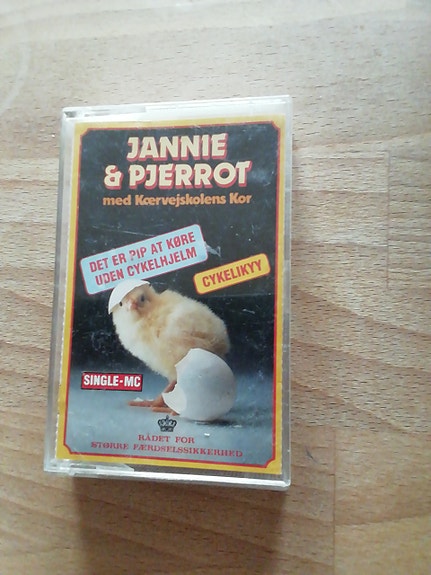 JANNIE
& PJERROT
med Kærvejskolens Kor
DET ER PIP AT KØRE
UDEN CYKELHJELM
CYKELIKYY
SINGLE-MC
RÅDET FOR
STØRRE FÆRDSELSSIKKERHED